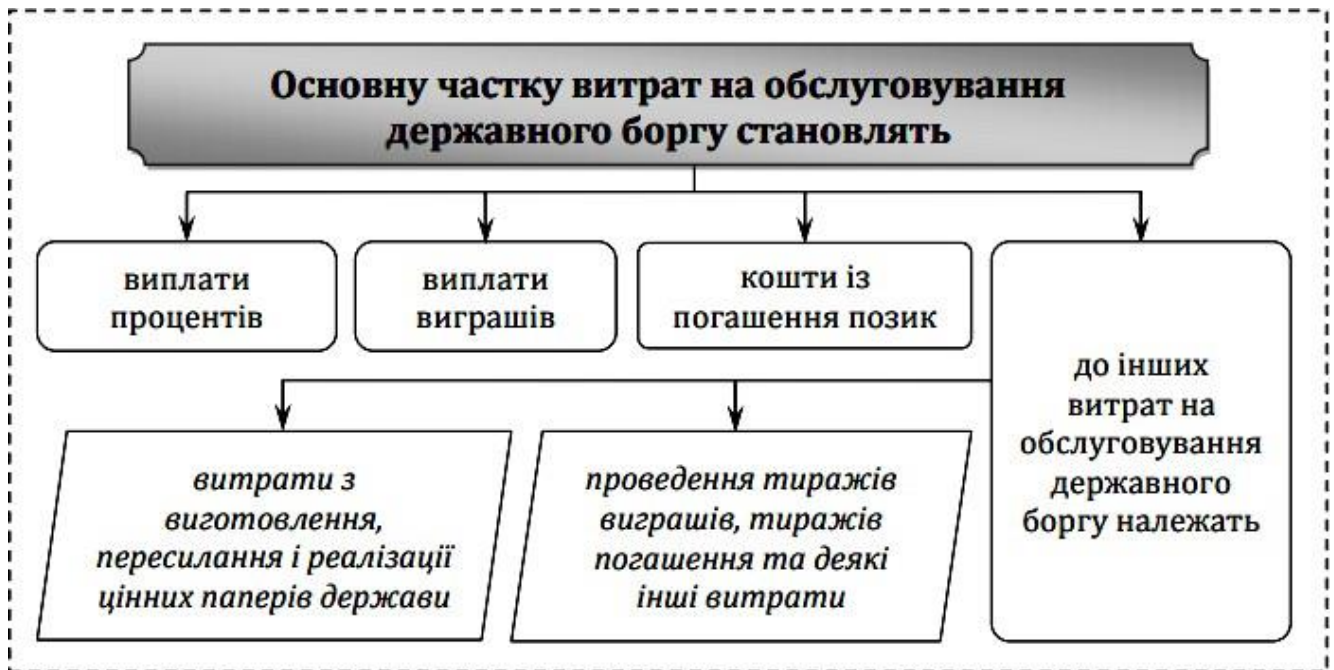 Основну частку витрат на обслуговування
державного боргу становлять
виплати
процентів
виплати
виграшів
кошти із
погашення позик
до інших
витрат на
обслуговування
державного
боргу належать
витрати з
виготовлення,
пересилання і реалізації
цінних паперів держави
проведення тиражів
виграшів, тиражів
погашення та деякі
інші витрати